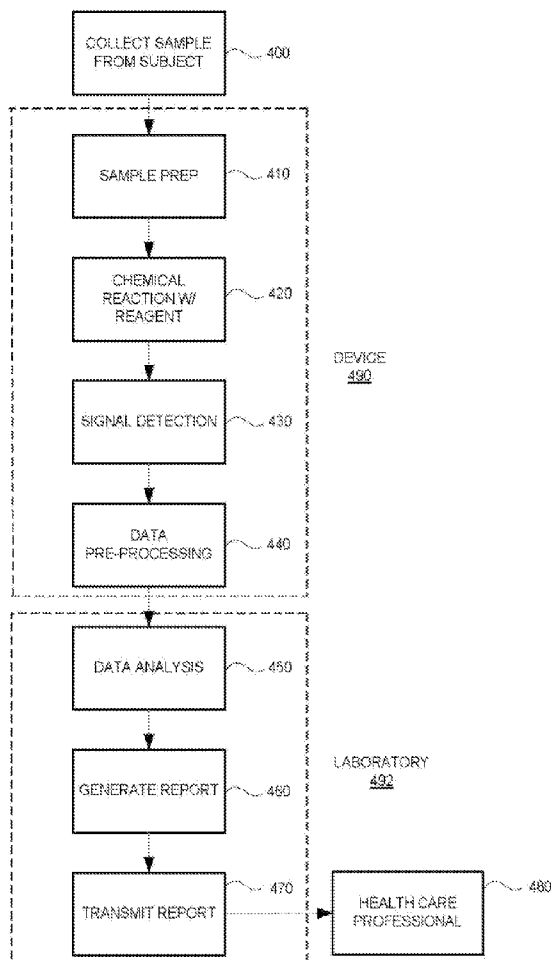 COLLECT SAMPLE
FROM SUBJECT
400
SAMPLE PREP
410
CHEMICAL
REACTION W/
REAGENT
420
DEVICE
490
SIGNAL DETECTION
430
DATA
PRE-PROCESSING
440
DATA ANALYSIS
450
LABORATORY
492
GENERATE REPORT
460
TRANSMIT REPORT
470
HEALTH CARE
PROFESSIONAL
480